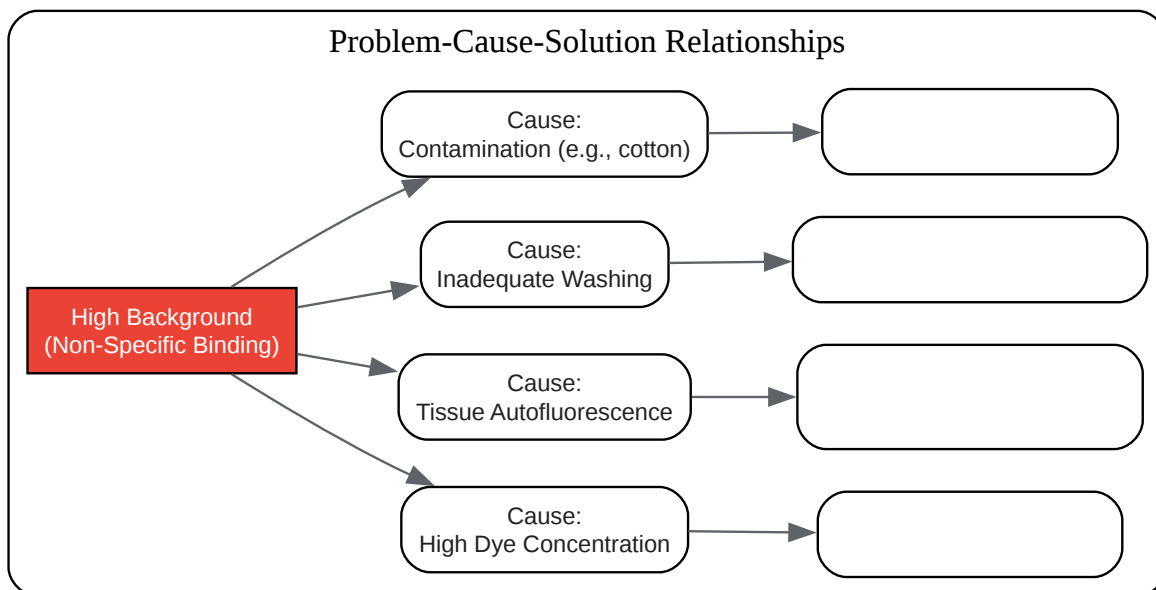 Problem-Cause-Solution Relationships
Cause:
Contamination (e.g., cotton)
Cause:
Inadequate Washing
High Background
(Non-Specific Binding)
Cause:
Tissue Autofluorescence
Cause:
High Dye Concentration